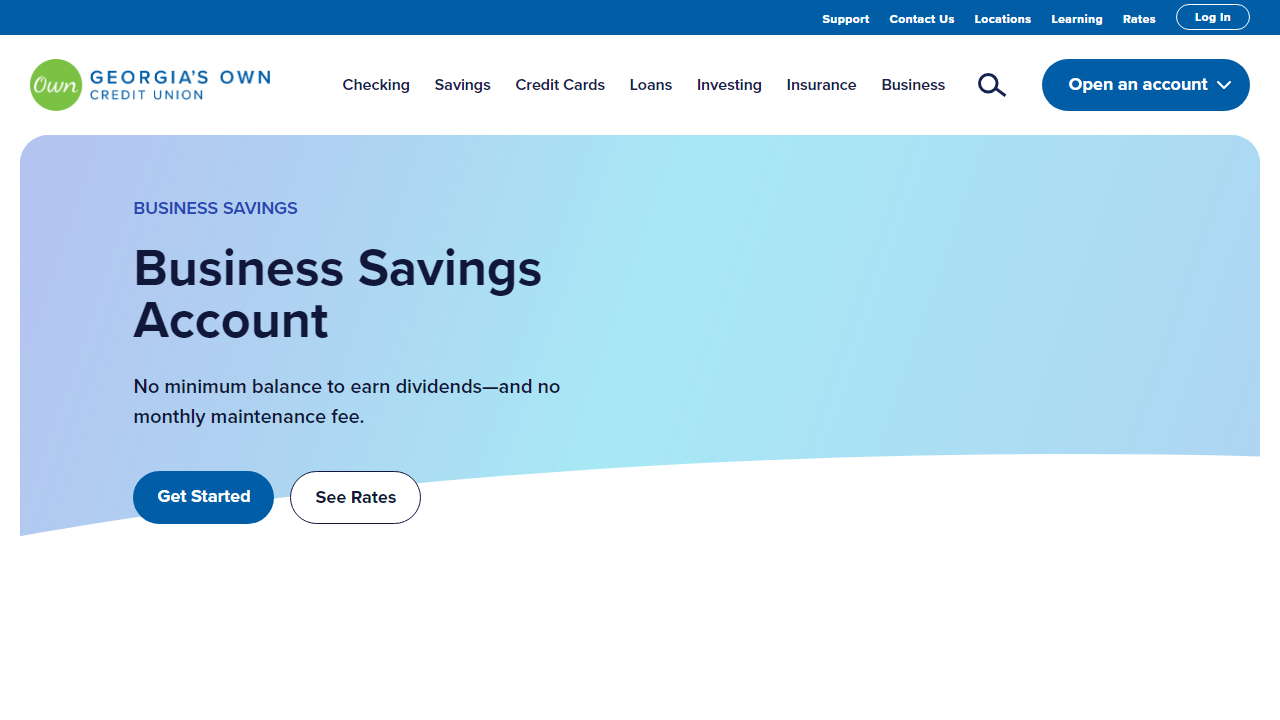 Support Contact Us Locations Learning Rates Log In
Own GEORGIA'S OWN
CREDIT UNION
Checking Savings Credit Cards Loans Investing Insurance Business Open an account
BUSINESS SAVINGS
Business Savings
Account
No minimum balance to earn dividends—and no
monthly maintenance fee.
Get Started See Rates